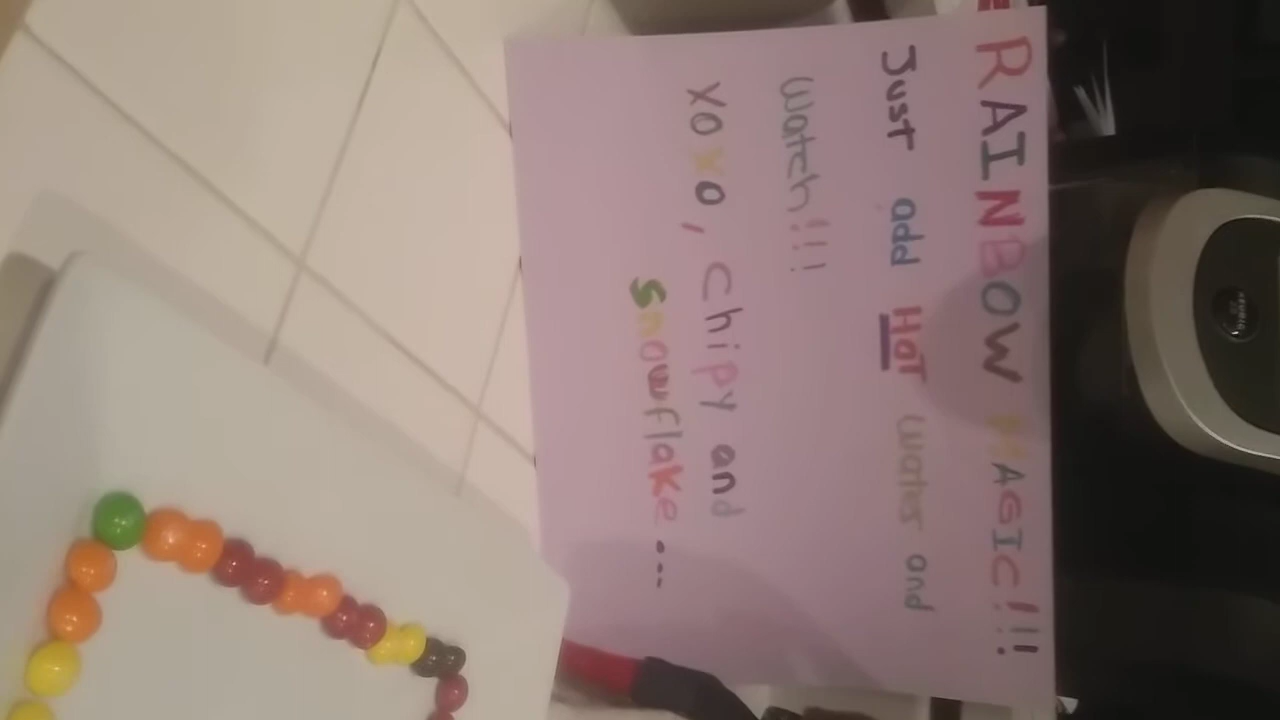 RAINBOW MAGIC!!!
Just add HOT water and
watch!!!
XOXO, Chipy and
Snowflake...